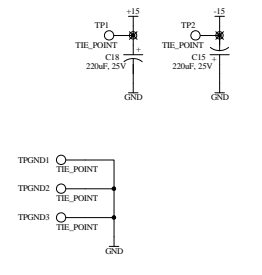 +15
TP1
TIE_POINT
+
C18
220uF, 25V
GND
-15
TP2
TIE_POINT
C15
+
220uF, 25V
GND
TPGND1
TIE_POINT
TPGND2
TIE_POINT
TPGND3
TIE_POINT
GND